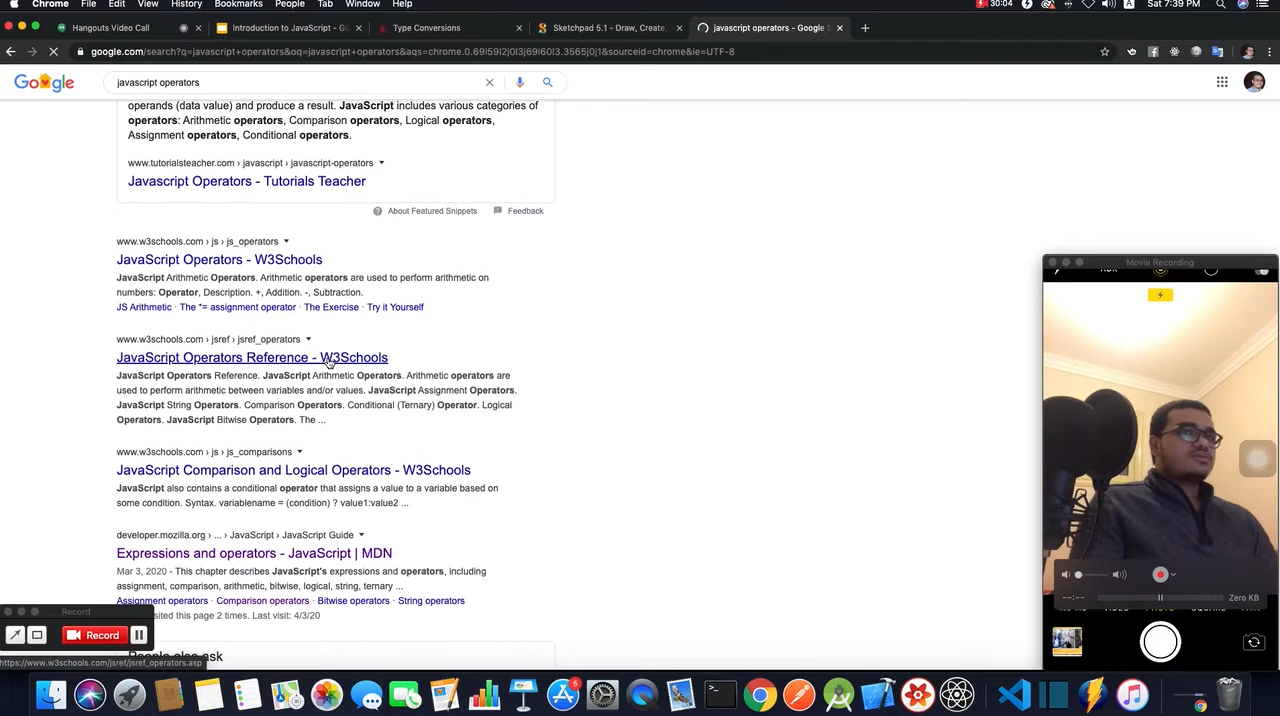 Chrome File Edit View History Bookmarks People Tab Window Help 30:04 Sat 7:39 PM
Hangouts Video Call
Introduction to JavaScript - G
Type Conversions
Sketchpad 5.1 - Draw, Create,
javascript operators - Google S
google.com/search?q=javascript+operators&oq=javascript+operators&aqs=chrome.0.69i59l2j0l3j69i60l3.3565j0j1&sourceid=chrome&ie=UTF-8
Google
javascript operators
operands (data value) and produce a result. JavaScript includes various categories of
operators: Arithmetic operators, Comparison operators, Logical operators,
Assignment operators, Conditional operators.
www.tutorialsteacher.com › javascript › javascript-operators
Javascript Operators - Tutorials Teacher
About Featured Snippets
Feedback
www.w3schools.com › js › js_operators
JavaScript Operators - W3Schools
JavaScript Arithmetic Operators. Arithmetic operators are used to perform arithmetic on
numbers: Operator, Description. +, Addition. -, Subtraction.
JS Arithmetic · The *= assignment operator · The Exercise · Try it Yourself
www.w3schools.com › jsref › jsref_operators
JavaScript Operators Reference - W3Schools
JavaScript Operators Reference. JavaScript Arithmetic Operators. Arithmetic operators are
used to perform arithmetic between variables and/or values. JavaScript Assignment Operators.
JavaScript String Operators. Comparison Operators. Conditional (Ternary) Operator. Logical
Operators. JavaScript Bitwise Operators. The ...
www.w3schools.com › js › js_comparisons
JavaScript Comparison and Logical Operators - W3Schools
JavaScript also contains a conditional operator that assigns a value to a variable based on
some condition. Syntax. variablename = (condition) ? value1:value2 ...
developer.mozilla.org › ... › JavaScript › JavaScript Guide
Expressions and operators - JavaScript | MDN
Mar 3, 2020 - This chapter describes JavaScript's expressions and operators, including
assignment, comparison, arithmetic, bitwise, logical, string, ternary ...
Assignment operators · Comparison operators · Bitwise operators · String operators
sited this page 2 times. Last visit: 4/3/20
People also ask
Record
Record
https://www.w3schools.com/jsref/jsref_operators.asp
Movie Recording
--:--
Zero KB
5